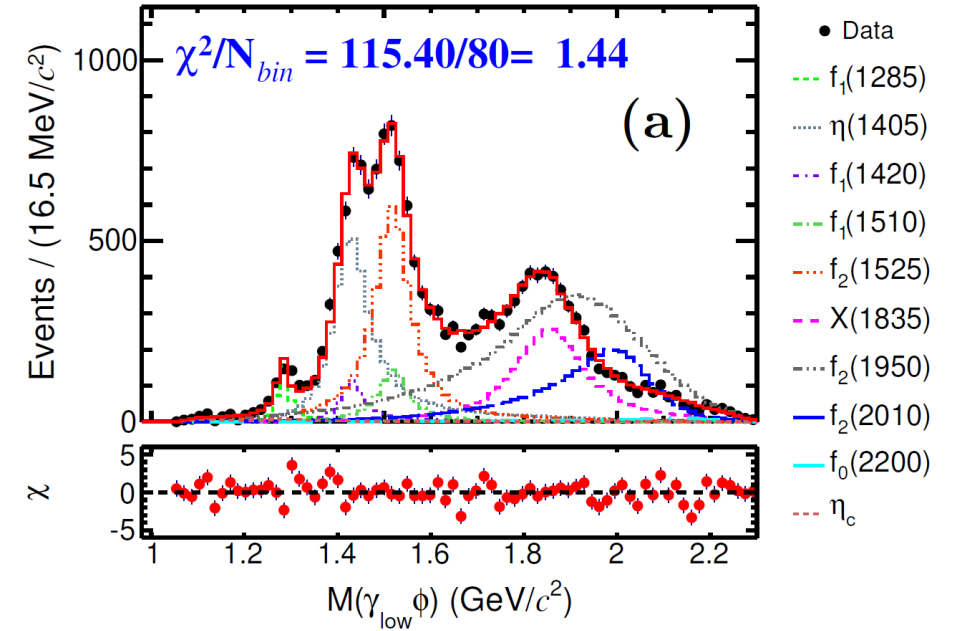 χ²/N_bin = 115.40/80= 1.44
(a)
Events / (16.5 MeV/c²)
1000
500
0
χ
5
0
-5
1 1.2 1.4 1.6 1.8 2 2.2
M(γ_lowϕ) (GeV/c²)
Data
f₁(1285)
η(1405)
f₁(1420)
f₁(1510)
f₂(1525)
X(1835)
f₂(1950)
f₂(2010)
f₀(2200)
η_c